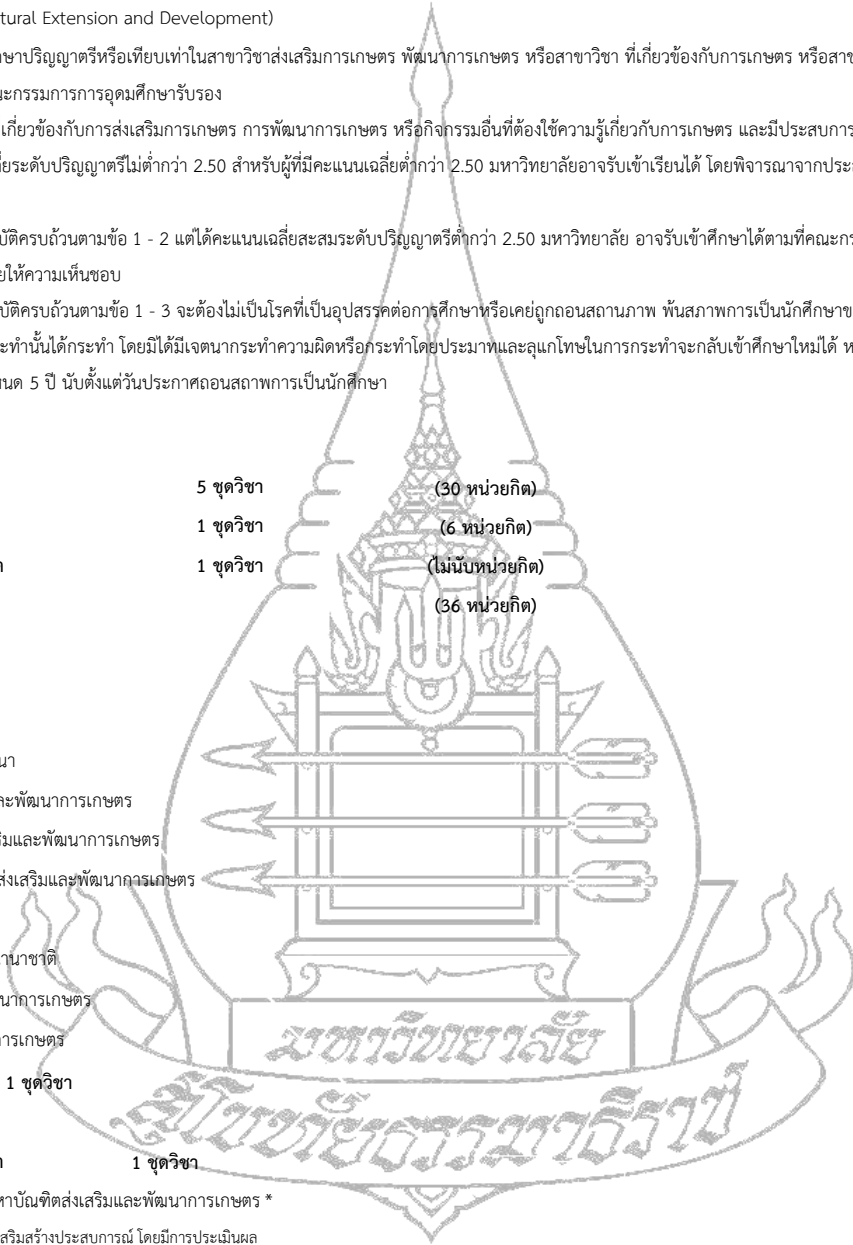 tural Extension and Development)
ษาปริญญาตรีหรือเทียบเท่าในสาขาวิชาส่งเสริมการเกษตร พัฒนาการเกษตร หรือสาขาวิชา ที่เกี่ยวข้องกับการเกษตร หรือสาข
ณะกรรมการการอุดมศึกษารับรอง
เกี่ยวข้องกับการส่งเสริมการเกษตร การพัฒนาการเกษตร หรือกิจกรรมอื่นที่ต้องใช้ความรู้เกี่ยวกับการเกษตร และมีประสบการ
ี่ยระดับปริญญาตรีไม่ต่ำกว่า 2.50 สำหรับผู้ที่มีคะแนนเฉลี่ยต่ำกว่า 2.50 มหาวิทยาลัยอาจรับเข้าเรียนได้ โดยพิจารณาจากประส
บัติครบถ้วนตามข้อ 1 - 2 แต่ได้คะแนนเฉลี่ยสะสมระดับปริญญาตรีต่ำกว่า 2.50 มหาวิทยาลัย อาจรับเข้าศึกษาได้ตามที่คณะกร
ยให้ความเห็นชอบ
บัติครบถ้วนตามข้อ 1 - 3 จะต้องไม่เป็นโรคที่เป็นอุปสรรคต่อการศึกษาหรือเคยถูกถอนสถานภาพ พ้นสภาพการเป็นนักศึกษาข
ะทำนั้นได้กระทำ โดยมิได้มีเจตนากระทำความผิดหรือกระทำโดยประมาทและลุแกโทษในการกระทำจะกลับเข้าศึกษาใหม่ได้ ห
นด 5 ปี นับตั้งแต่วันประกาศถอนสถาพการเป็นนักศึกษา
5 ชุดวิชา (30 หน่วยกิต)
1 ชุดวิชา (6 หน่วยกิต)
า 1 ชุดวิชา (ไม่นับหน่วยกิต)
(36 หน่วยกิต)
นา
ละพัฒนาการเกษตร
ริมและพัฒนาการเกษตร
ส่งเสริมและพัฒนาการเกษตร
นานาชาติ
นาการเกษตร
การเกษตร
1 ชุดวิชา
า 1 ชุดวิชา
หาบัณฑิตส่งเสริมและพัฒนาการเกษตร *
เสริมสร้างประสบการณ์ โดยมีการประเมินผล
มหาวิทยาลัย
สุโขทัยธรรมาธิราช